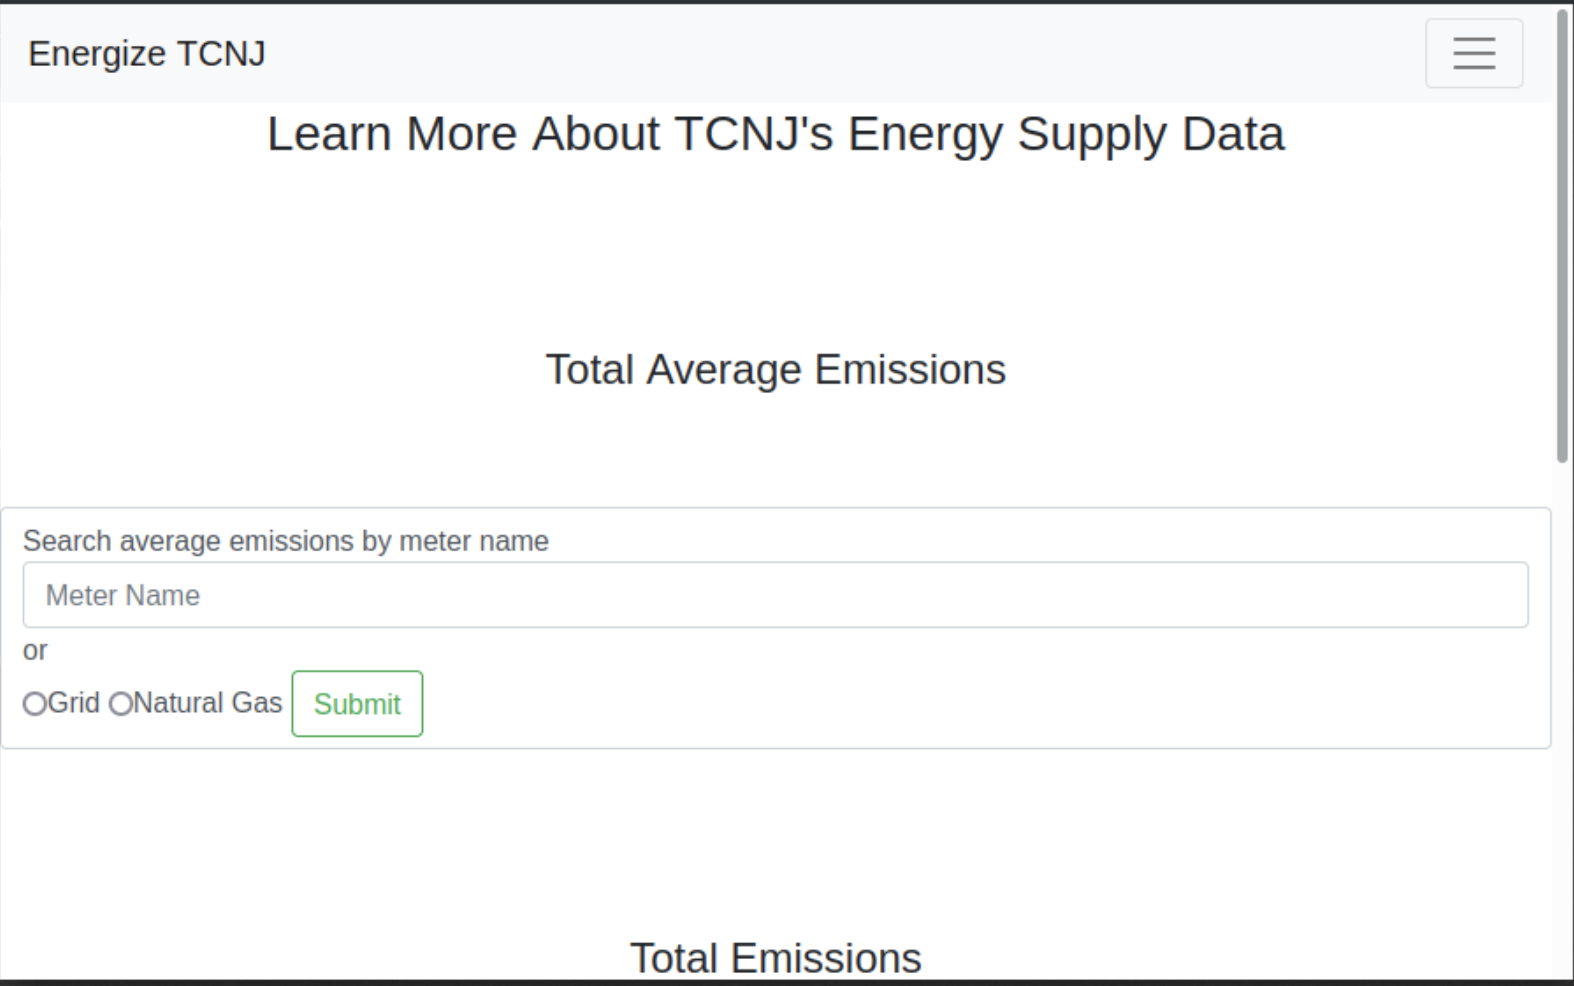 Energize TCNJ
Learn More About TCNJ's Energy Supply Data
Total Average Emissions
Search average emissions by meter name
Meter Name
or
Grid Natural Gas Submit
Total Emissions